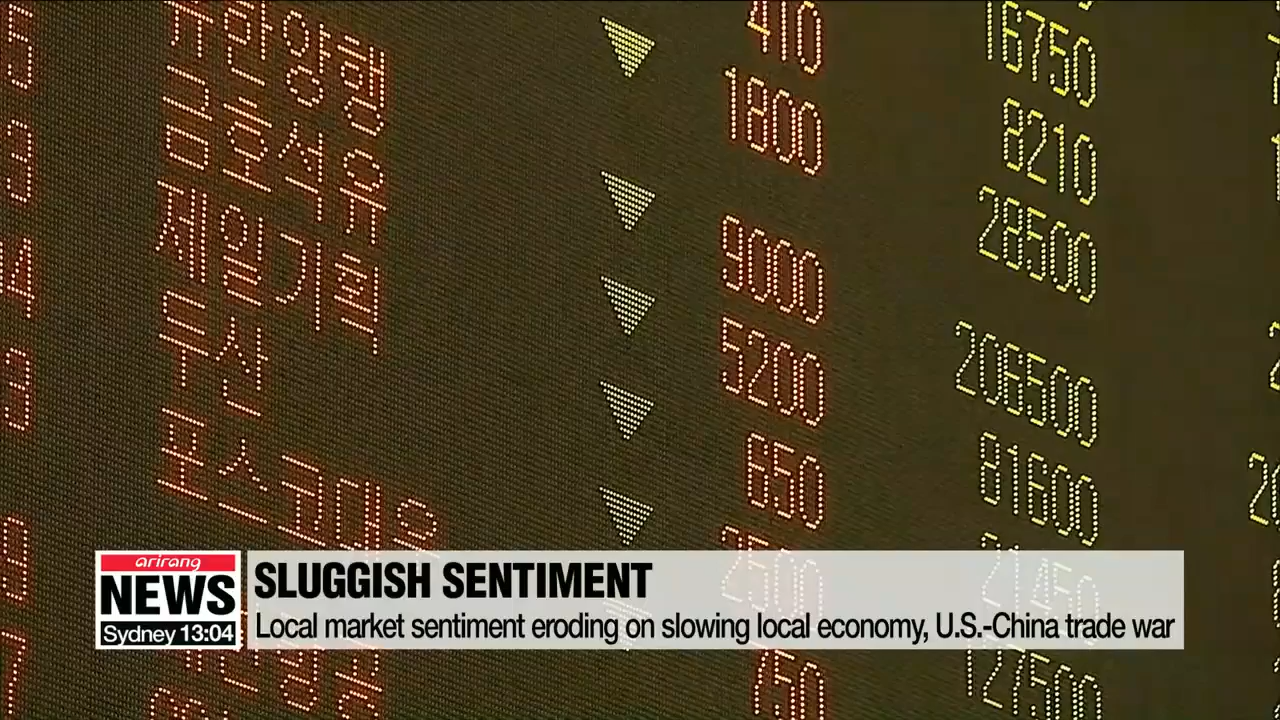 유한양행
금호석유
제일기획
두산
포스코대우
410
1800
9000
5200
650
16750
8210
28500
206500
81600
21450
127500
arirang
NEWS
Sydney 13:04
SLUGGISH SENTIMENT
Local market sentiment eroding on slowing local economy, U.S.-China trade war